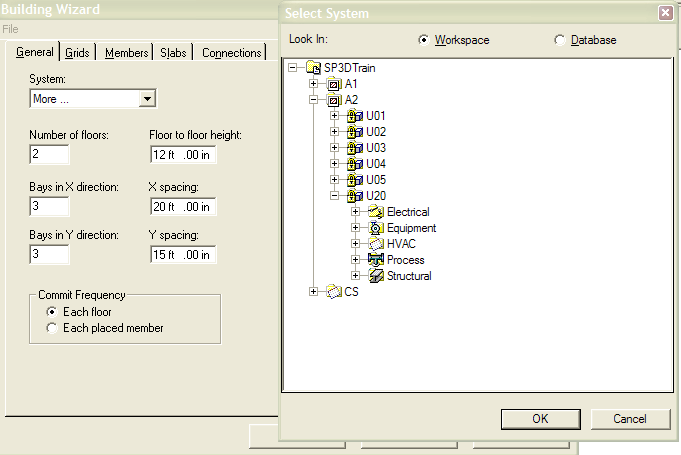 Building Wizard
File
General Grids Members Slabs Connections
System:
More ...
Number of floors: Floor to floor height:
2 12 ft .00 in
Bays in X direction: X spacing:
3 20 ft .00 in
Bays in Y direction: Y spacing:
3 15 ft .00 in
Commit Frequency
Each floor
Each placed member
Select System
Look In: Workspace Database
SP3DTrain
A1
A2
U01
U02
U03
U04
U05
U20
Electrical
Equipment
HVAC
Process
Structural
CS
OK Cancel